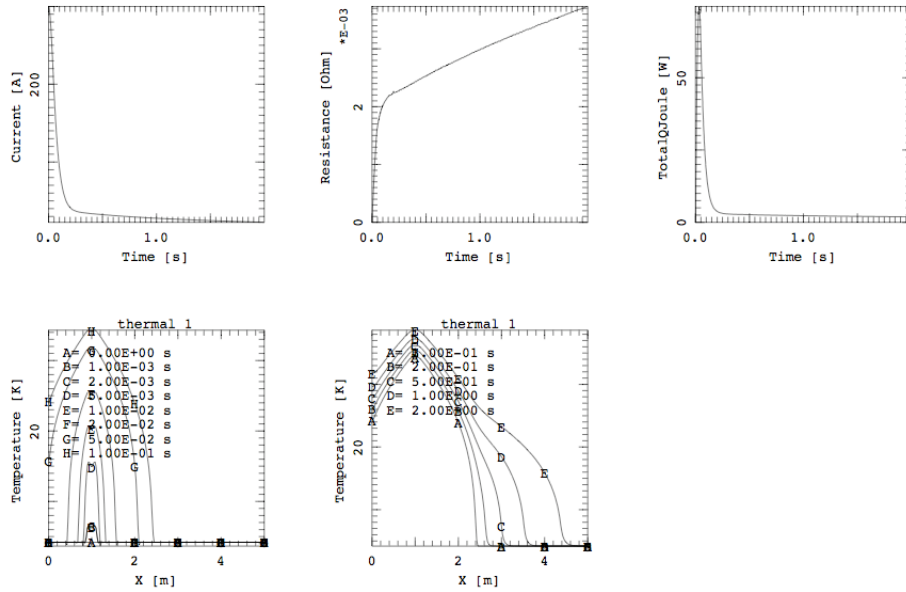 Current [A]
200
0.0
1.0
Time [s]
*E-03
Resistance [Ohm]
2
0
0.0
1.0
Time [s]
TotalQJoule [W]
50
0
0.0
1.0
Time [s]
thermal 1
A= 0.00E+00 s
B= 1.00E-03 s
C= 2.00E-03 s
D= 5.00E-03 s
E= 1.00E-02 s
F= 2.00E-02 s
G= 5.00E-02 s
H= 1.00E-01 s
Temperature [K]
20
0
2
4
X [m]
thermal 1
B= 2.00E-01 s
C= 5.00E-01 s
D= 1.00E+00 s
E= 2.00E+00 s
Temperature [K]
20
0
2
4
X [m]